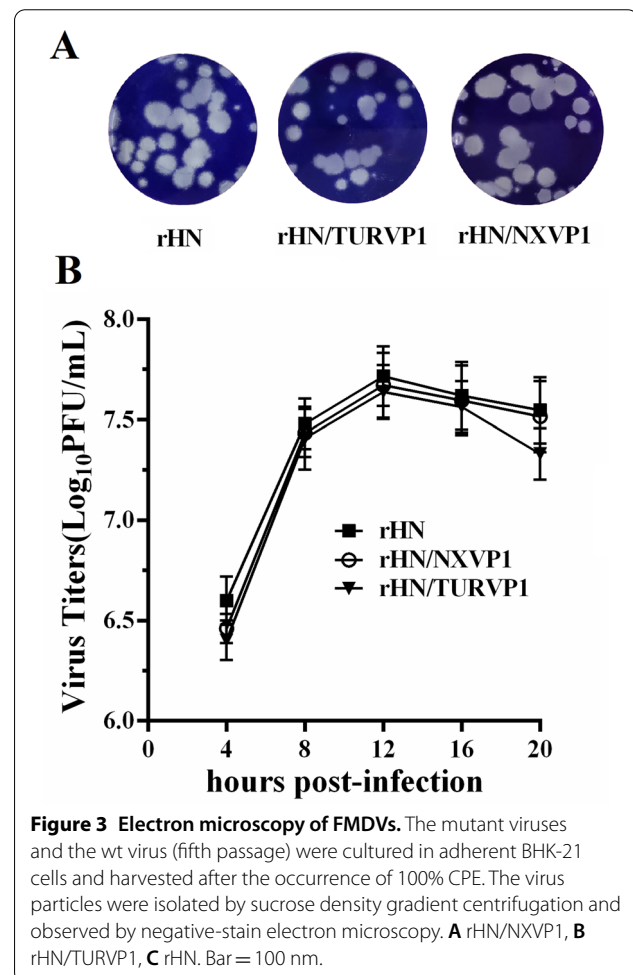 A
rHN rHN/TURVP1 rHN/NXVP1
B
Virus Titers(Log10PFU/mL)
8.0
7.5
7.0
6.5
6.0
rHN
rHN/NXVP1
rHN/TURVP1
0 4 8 12 16 20
hours post-infection
Figure 3 Electron microscopy of FMDVs. The mutant viruses
and the wt virus (fifth passage) were cultured in adherent BHK-21
cells and harvested after the occurrence of 100% CPE. The virus
particles were isolated by sucrose density gradient centrifugation and
observed by negative-stain electron microscopy. A rHN/NXVP1, B
rHN/TURVP1, C rHN. Bar = 100 nm.